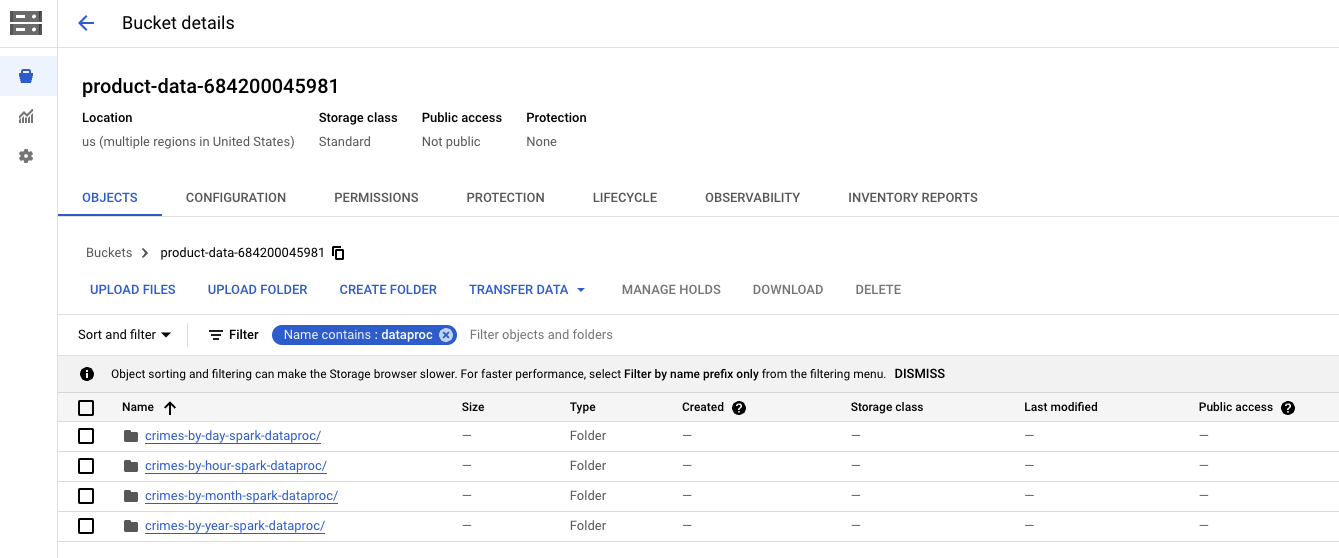 Bucket details
product-data-684200045981
Location Storage class Public access Protection
us (multiple regions in United States) Standard Not public None
OBJECTS CONFIGURATION PERMISSIONS PROTECTION LIFECYCLE OBSERVABILITY INVENTORY REPORTS
Buckets product-data-684200045981
UPLOAD FILES UPLOAD FOLDER CREATE FOLDER TRANSFER DATA MANAGE HOLDS DOWNLOAD DELETE
Sort and filter Filter Name contains : dataproc Filter objects and folders
Object sorting and filtering can make the Storage browser slower. For faster performance, select Filter by name prefix only from the filtering menu. DISMISS
Name Size Type Created Storage class Last modified Public access
crimes-by-day-spark-dataproc/ — Folder — — — —
crimes-by-hour-spark-dataproc/ — Folder — — — —
crimes-by-month-spark-dataproc/ — Folder — — — —
crimes-by-year-spark-dataproc/ — Folder — — — —